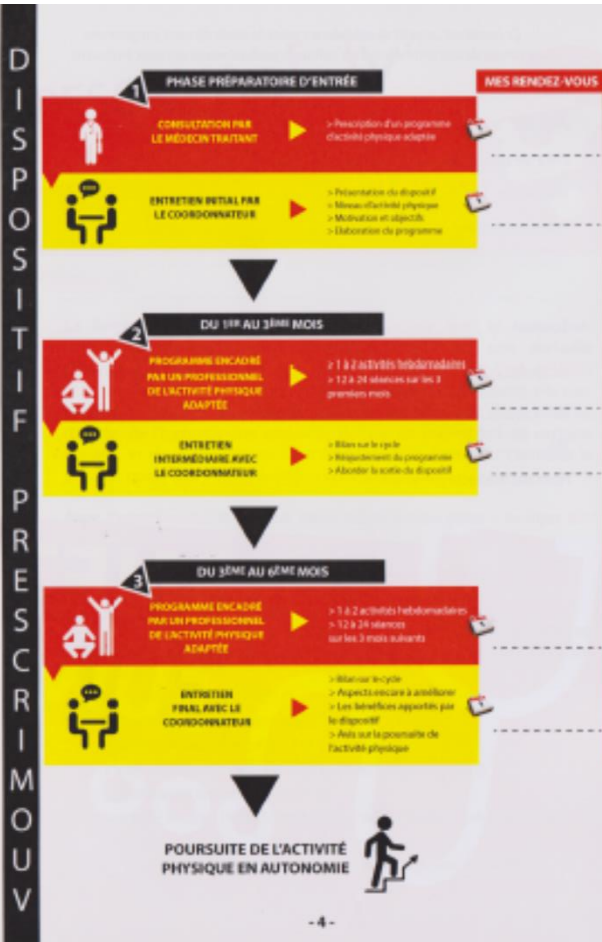 DISPOSITIF PRESCRIMOUV
1 PHASE PRÉPARATOIRE D'ENTRÉE
MES RENDEZ-VOUS
CONSULTATION PAR
LE MÉDECIN TRAITANT
> Prescription d'un programme
d'activité physique adaptée
ENTRETIEN INITIAL PAR
LE COORDONNATEUR
> Présentation du dispositif
> Niveau d'activité physique
> Motivation et objectifs
> Elaboration du programme
2 DU 1ER AU 3ÈME MOIS
PROGRAMME ENCADRÉ
PAR UN PROFESSIONNEL
DE L'ACTIVITÉ PHYSIQUE
ADAPTÉE
> 1 à 2 activités hebdomadaires
> 12 à 24 séances sur les 3
premiers mois
ENTRETIEN
INTERMÉDIAIRE AVEC
LE COORDONNATEUR
> Bilan sur le cycle
> Réajustement du programme
> Aborder la sortie du dispositif
3 DU 3ÈME AU 6ÈME MOIS
PROGRAMME ENCADRÉ
PAR UN PROFESSIONNEL
DE L'ACTIVITÉ PHYSIQUE
ADAPTÉE
> 1 à 2 activités hebdomadaires
> 12 à 24 séances
sur les 3 mois suivants
ENTRETIEN
FINAL AVEC LE
COORDONNATEUR
> Bilan sur le cycle
> Aspects encore à améliorer
> Les bénéfices apportés par
le dispositif
> Avis sur la poursuite de
l'activité physique
POURSUITE DE L'ACTIVITÉ
PHYSIQUE EN AUTONOMIE
- 4 -